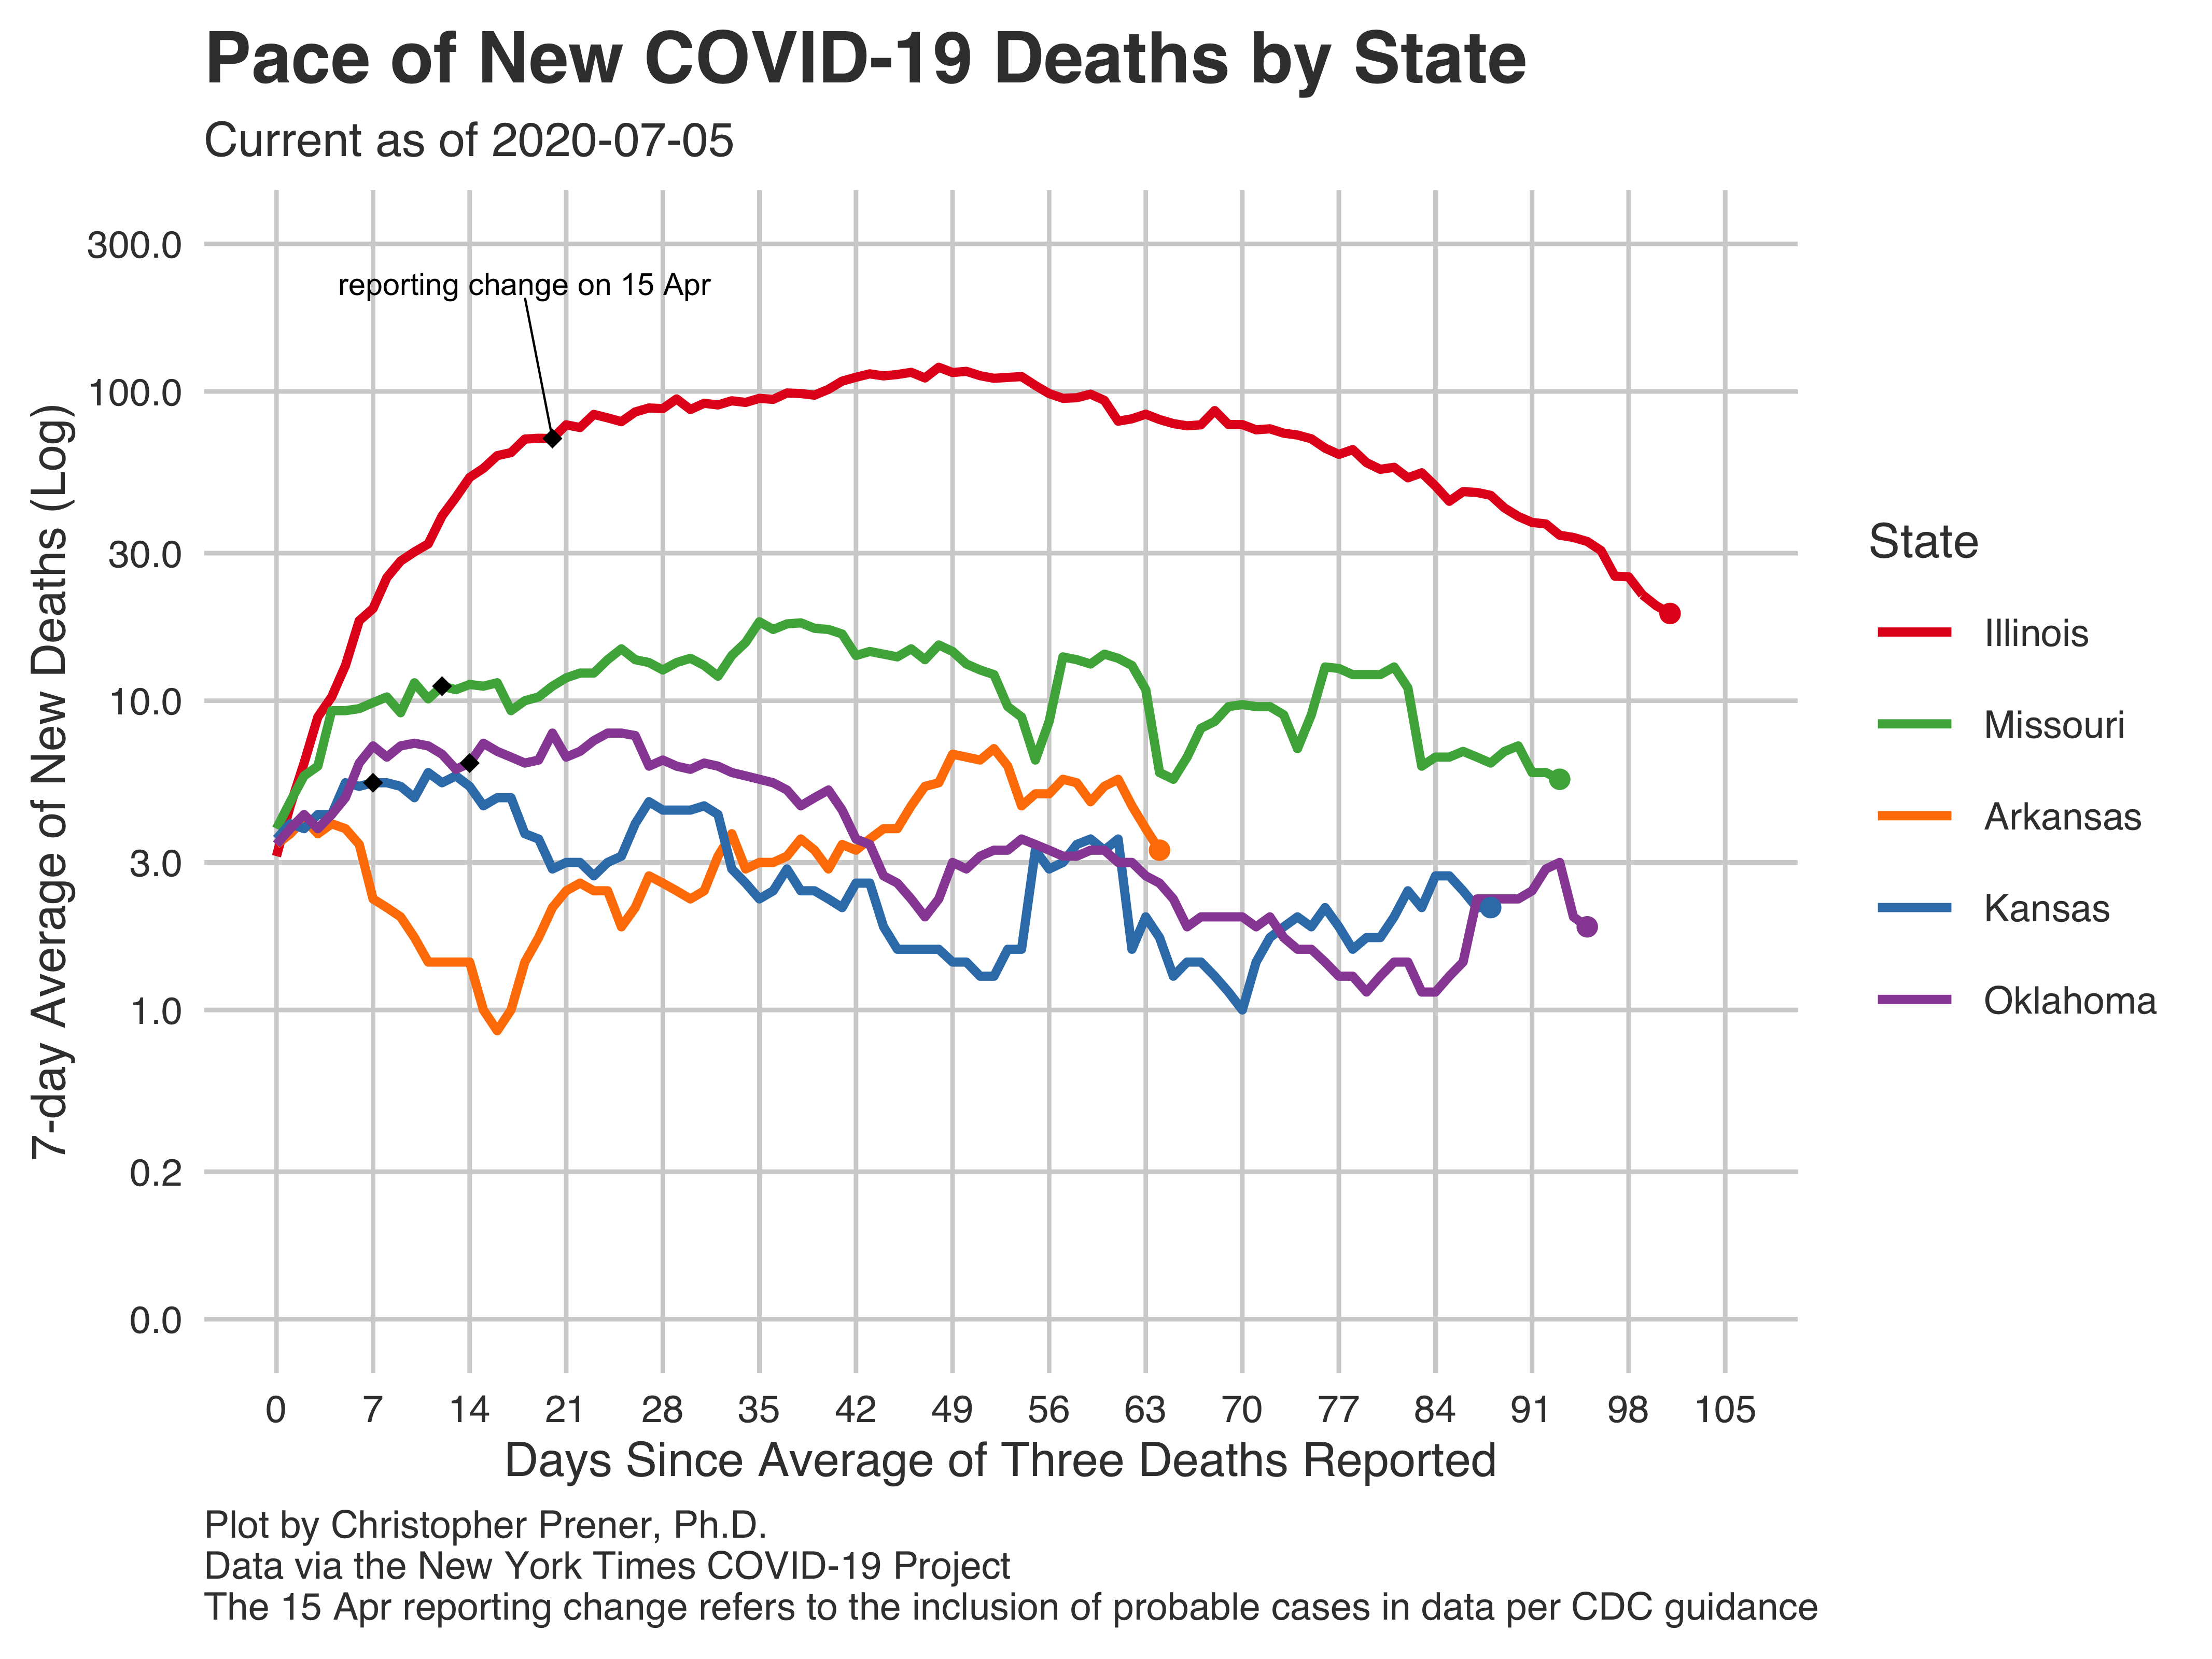 Pace of New COVID-19 Deaths by State
Current as of 2020-07-05
7-day Average of New Deaths (Log)
300.0
100.0
30.0
10.0
3.0
1.0
0.2
0.0
reporting change on 15 Apr
0 7 14 21 28 35 42 49 56 63 70 77 84 91 98 105
Days Since Average of Three Deaths Reported
State
Illinois
Missouri
Arkansas
Kansas
Oklahoma
Plot by Christopher Prener, Ph.D.
Data via the New York Times COVID-19 Project
The 15 Apr reporting change refers to the inclusion of probable cases in data per CDC guidance